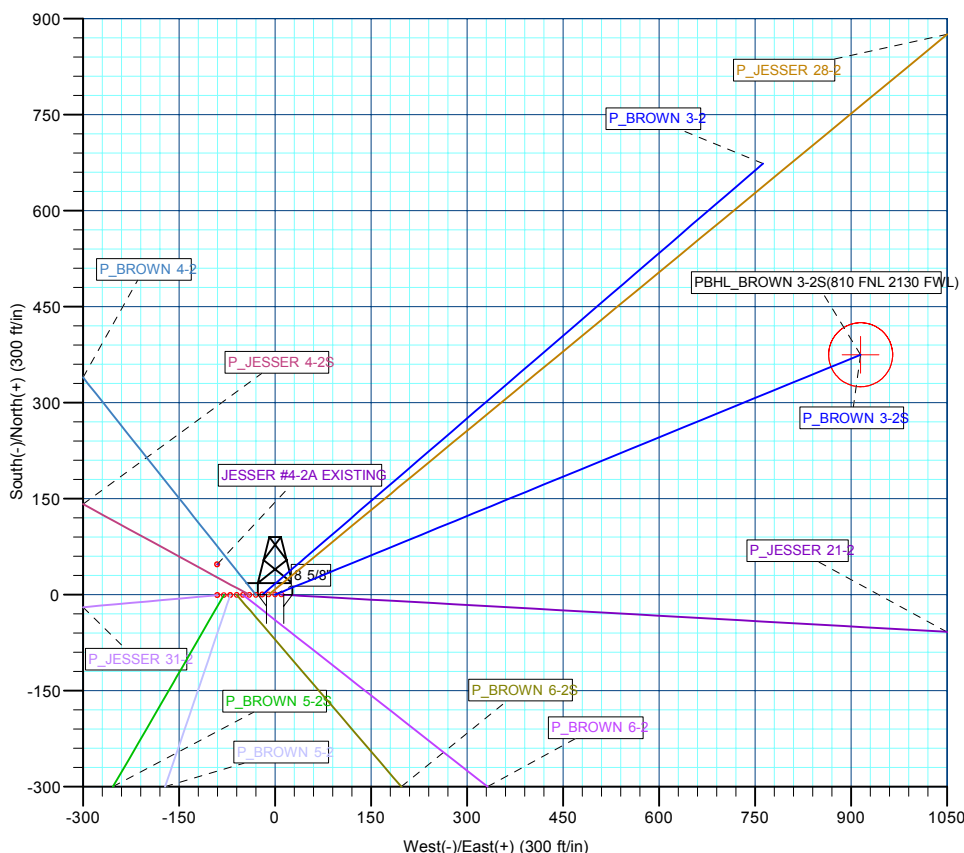 900
P_JESSER 28-2
750
P_BROWN 3-2
600
P_BROWN 4-2
PBHL_BROWN 3-2S(810 FNL 2130 FWL)
450
P_JESSER 4-2S
300
P_BROWN 3-2S
JESSER #4-2A EXISTING
150
P_JESSER 21-2
8 5/8"
0
P_JESSER 31-2
-150
P_BROWN 6-2S
P_BROWN 5-2S
P_BROWN 6-2
P_BROWN 5-2
-300
-300
-150
0
150
300
450
600
750
900
1050
South(-)/North(+) (300 ft/in)
West(-)/East(+) (300 ft/in)